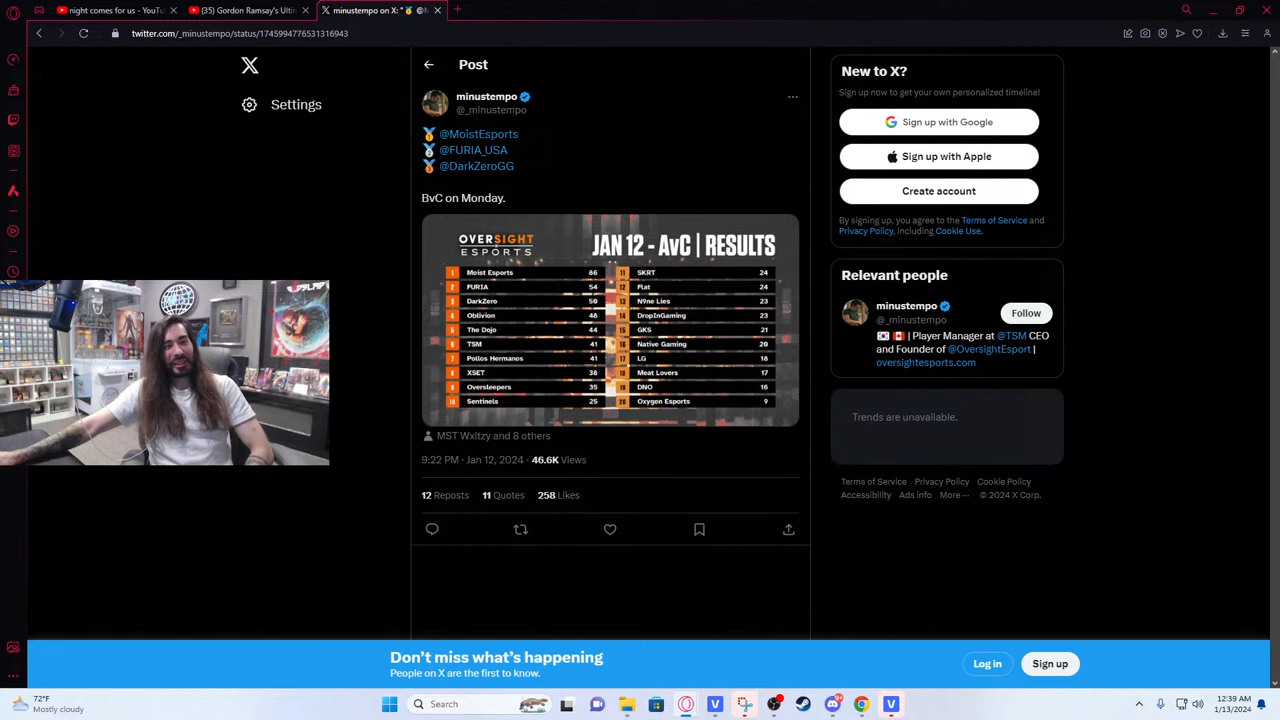 night comes for us - YouTu
(35) Gordon Ramsay's Ultin
minustempo on X: "🥇 @M
twitter.com/_minustempo/status/1745994776531316943
Settings
Post
minustempo
@_minustempo
🥇 @MoistEsports
🥈 @FURIA_USA
🥉 @DarkZeroGG
BvC on Monday.
OVERSIGHT
ESPORTS
JAN 12 - AvC | RESULTS
1 Moist Esports 86
2 FURIA 54
3 DarkZero 50
4 Oblivion 48
5 The Dojo 44
6 TSM 41
7 Pollos Hermanos 41
8 XSET 36
9 Oversleepers 35
10 Sentinels 25
11 SKRT 24
12 Flat 24
13 N9ne Lies 23
14 DropInGaming 23
15 GKS 21
16 Native Gaming 20
17 LG 18
18 Meat Lovers 17
19 DNO 16
20 Oxygen Esports 9
MST Wxltzy and 8 others
9:22 PM · Jan 12, 2024 · 46.6K Views
12 Reposts 11 Quotes 258 Likes
New to X?
Sign up now to get your own personalized timeline!
Sign up with Google
Sign up with Apple
Create account
By signing up, you agree to the Terms of Service and
Privacy Policy, including Cookie Use.
Relevant people
minustempo
@_minustempo
Follow
🇰🇷 🇨🇦 | Player Manager at @TSM CEO
and Founder of @OversightEsport |
oversightesports.com
Trends are unavailable.
Terms of Service Privacy Policy Cookie Policy
Accessibility Ads info More ··· © 2024 X Corp.
Don't miss what's happening
People on X are the first to know.
Log in
Sign up
72°F
Mostly cloudy
Search
12:39 AM
1/13/2024